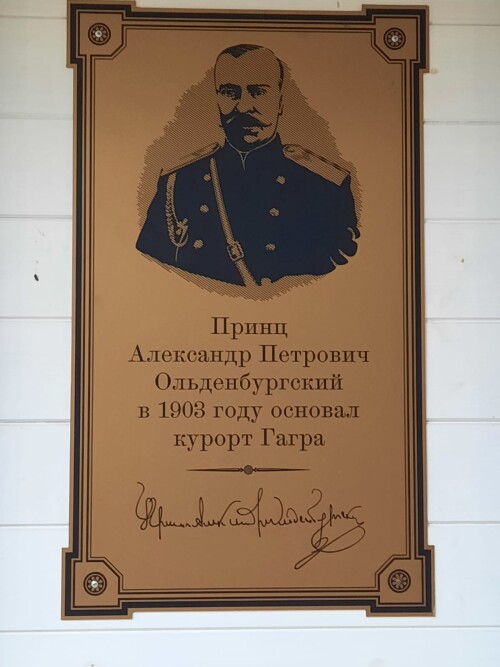 Принц
Александр Петрович
Ольденбургский
в 1903 году основал
курорт Гагра